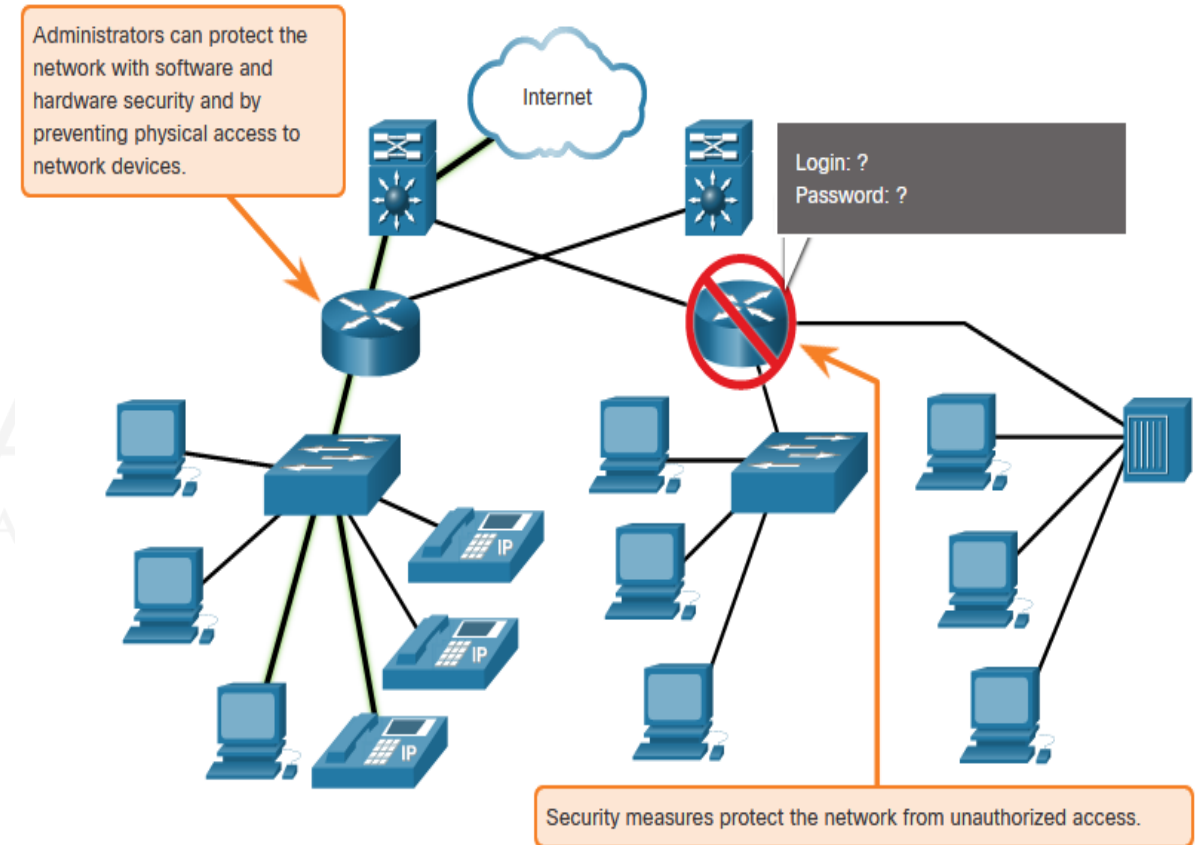 Administrators can protect the
network with software and
hardware security and by
preventing physical access to
network devices.
Internet
Login: ?
Password: ?
IP
IP
IP
Security measures protect the network from unauthorized access.